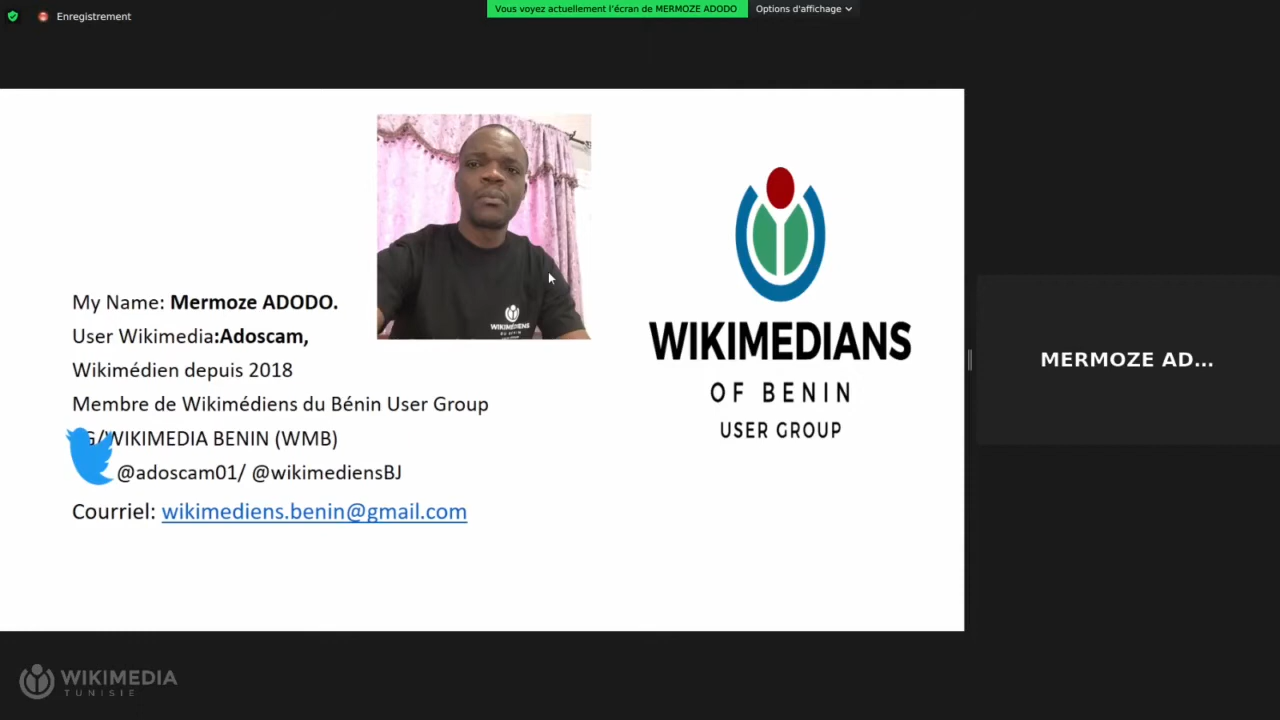 Enregistrement
Vous voyez actuellement l'écran de MERMOZE ADODO
Options d'affichage
My Name: Mermoze ADODO.
User Wikimedia:Adoscam,
Wikimédien depuis 2018
Membre de Wikimédiens du Bénin User Group
G/WIKIMEDIA BENIN (WMB)
@adoscam01/ @wikimediensBJ
Courriel: wikimediens.benin@gmail.com
WIKIMEDIENS
WIKIMEDIANS
OF BENIN
USER GROUP
MERMOZE AD...
WIKIMEDIA
TUNISIE